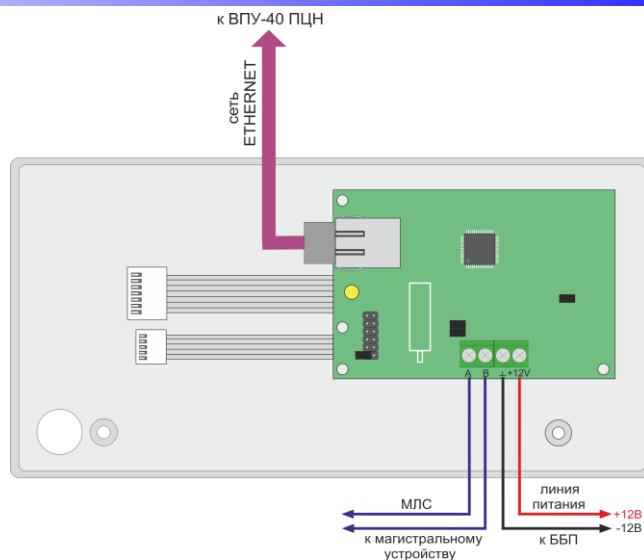 к ВПУ-40 ПЦН
сеть
ETHERNET
A B ⊥ +12V
МЛС
линия
питания
+12В
-12В
к магистральному
устройству
к ББП